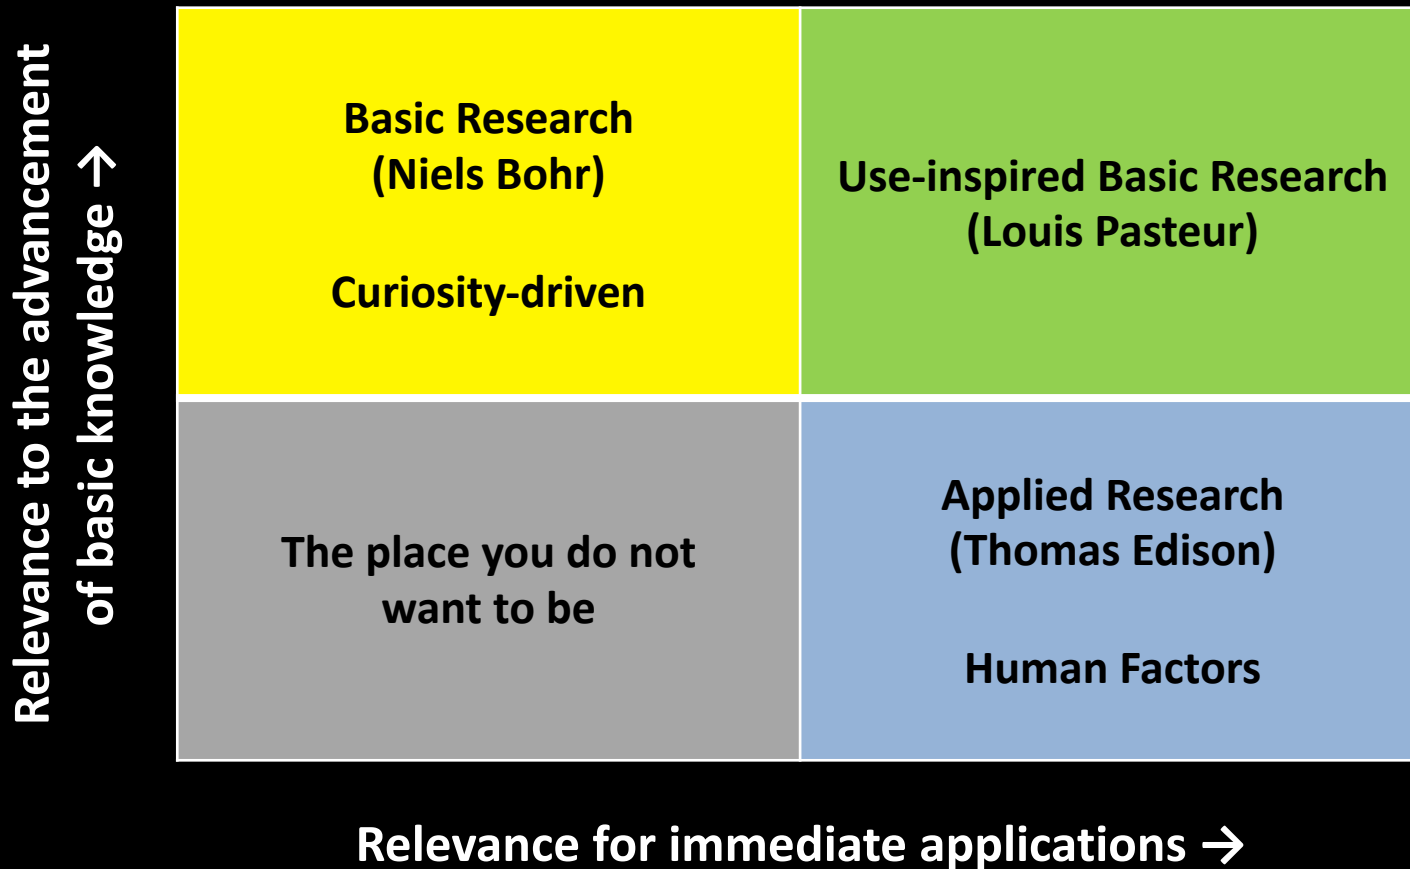 Relevance to the advancement
of basic knowledge →
Basic Research
(Niels Bohr)
Curiosity-driven
Use-inspired Basic Research
(Louis Pasteur)
The place you do not
want to be
Applied Research
(Thomas Edison)
Human Factors
Relevance for immediate applications →